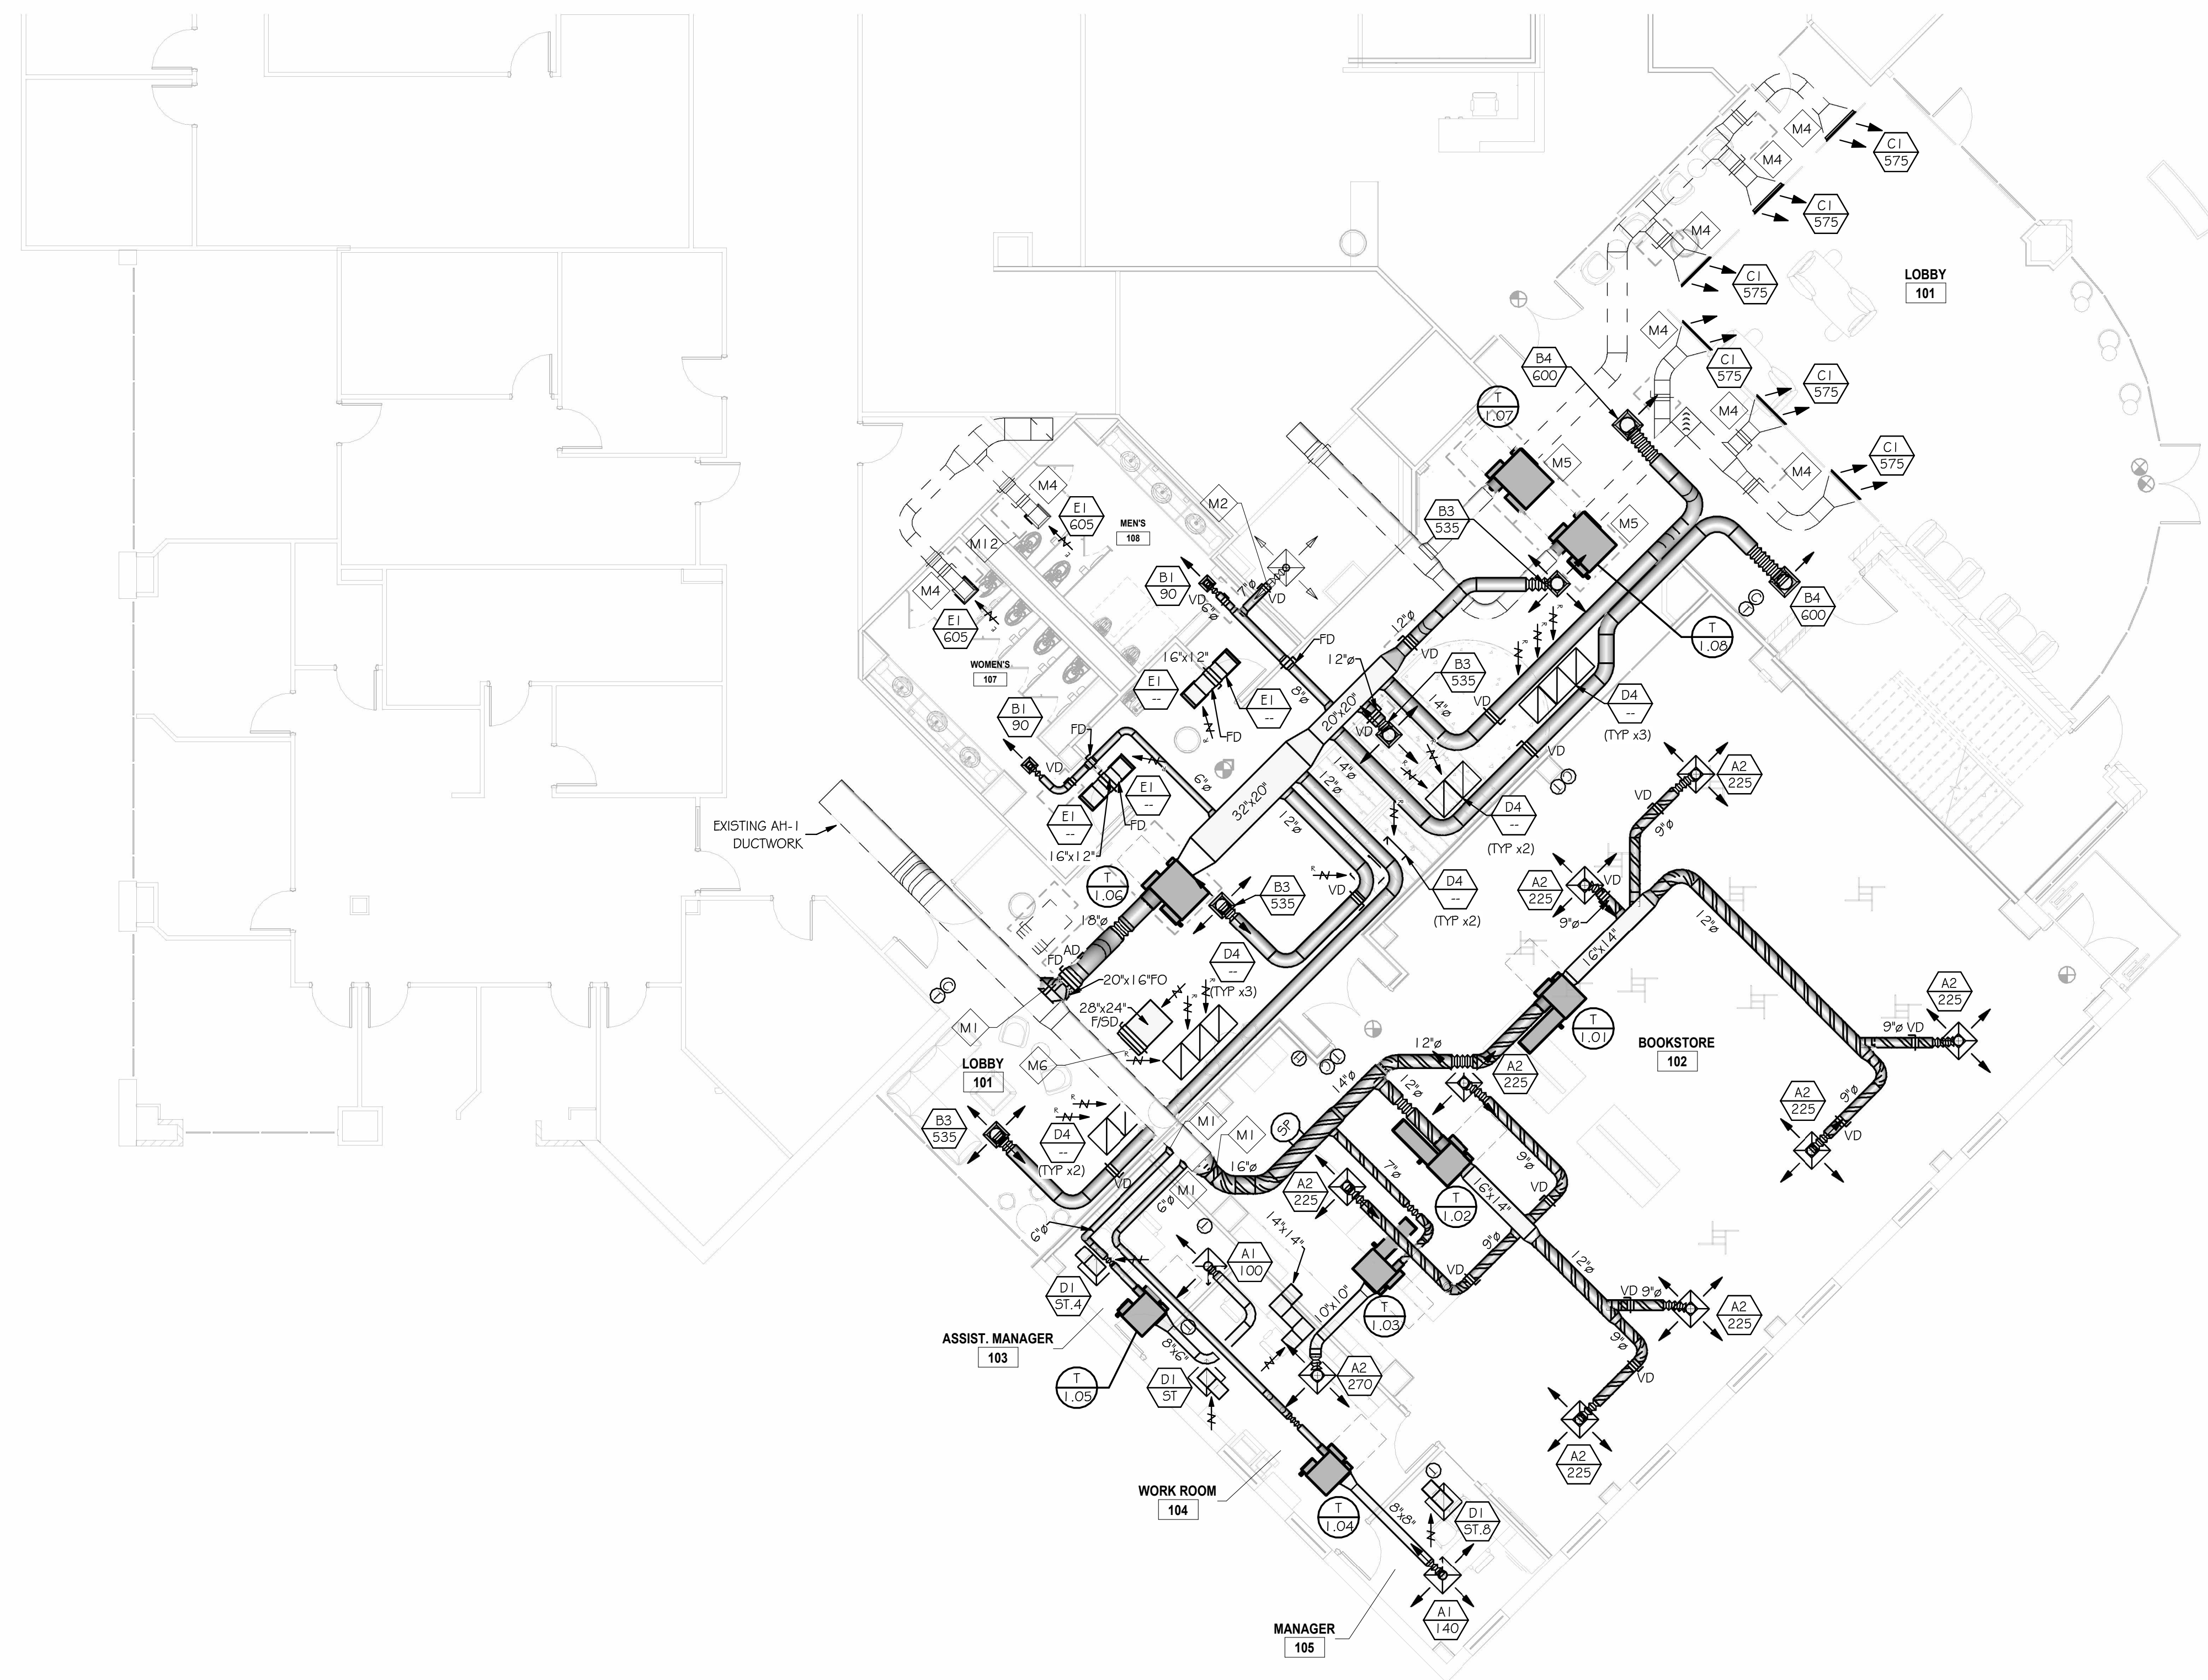 M4
C1
575
M4
C1
575
M4
C1
575
LOBBY
101
M4
C1
575
B4
600
C1
575
T
1.07
M4
C1
575
M4
M5
M4
E1
605
M2
B3
535
M5
MEN'S
108
M12
M4
B1
90
VD
6"ø
7"ø
VD
C
T
B4
600
E1
605
12"ø
FD
VD
T
1.08
WOMEN'S
107
16"x12"
12"ø
B3
535
E1
--
E1
--
8"ø
FD
20"x20"
VD
14"ø
VD
D4
--
(TYP x3)
B1
90
FD
VD
R
VD
6"ø
14"ø
12"ø
C
T
A2
225
VD
9"ø
E1
--
E1
--
FD
32"x20"
12"ø
D4
--
(TYP x2)
EXISTING AH-1
DUCTWORK
16"x12"
T
1.06
R
VD
B3
535
D4
--
(TYP x2)
A2
225
VD
9"ø
12"ø
18"ø
AD
FD
16"x14"
20"x16"FO
D4
--
(TYP x3)
C
T
28"x24"
F/SD
R
M1
M6
A2
225
9"ø VD
T
1.01
BOOKSTORE
102
12"ø
H
C
T
LOBBY
101
R
R
A2
225
14"ø
12"ø
9"ø
A2
225
VD
B3
535
D4
--
(TYP x2)
VD
M1
M1
SP
16"ø
7"ø
9"ø
VD
M1
6"ø
6"ø
A2
225
T
1.02
16"x14"
14"x14"
A1
100
9"ø
VD
12"ø
D1
ST.4
10"x10"
T
1.03
VD 9"ø
A2
225
9"ø
VD
ASSIST. MANAGER
103
T
8"x6"
T
1.05
D1
ST
A2
270
A2
225
WORK ROOM
104
T
T
1.04
8"x8"
D1
ST.8
A1
140
MANAGER
105